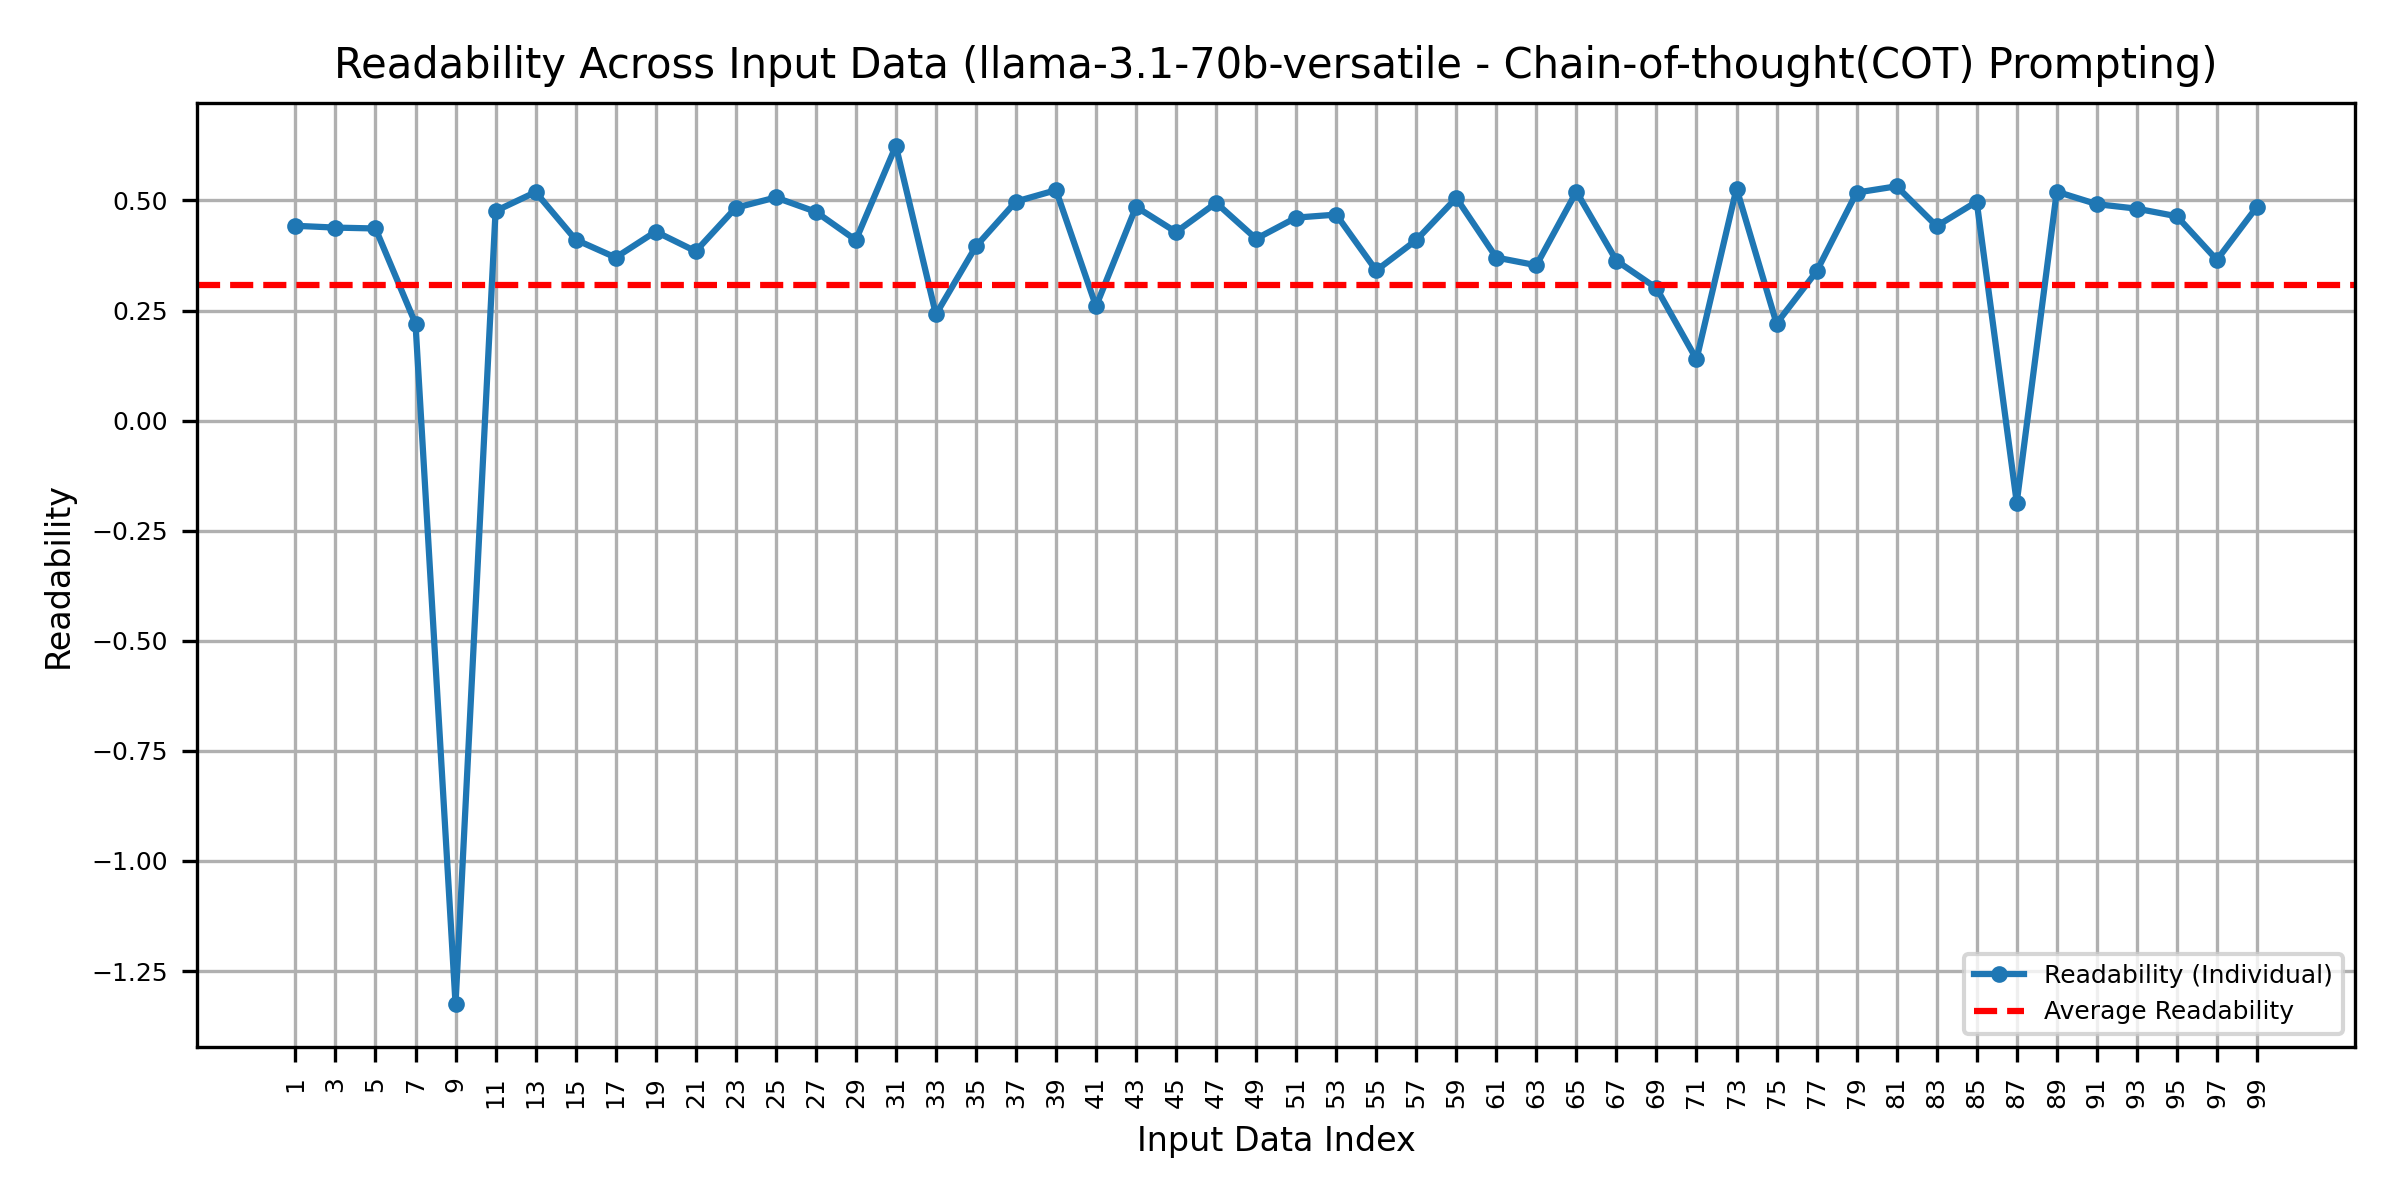 Readability Across Input Data (llama-3.1-70b-versatile - Chain-of-thought(COT) Prompting)
Readability
0.50
0.25
0.00
−0.25
−0.50
−0.75
−1.00
−1.25
Readability (Individual)
Average Readability
1 3 5 7 9 11 13 15 17 19 21 23 25 27 29 31 33 35 37 39 41 43 45 47 49 51 53 55 57 59 61 63 65 67 69 71 73 75 77 79 81 83 85 87 89 91 93 95 97 99
Input Data Index